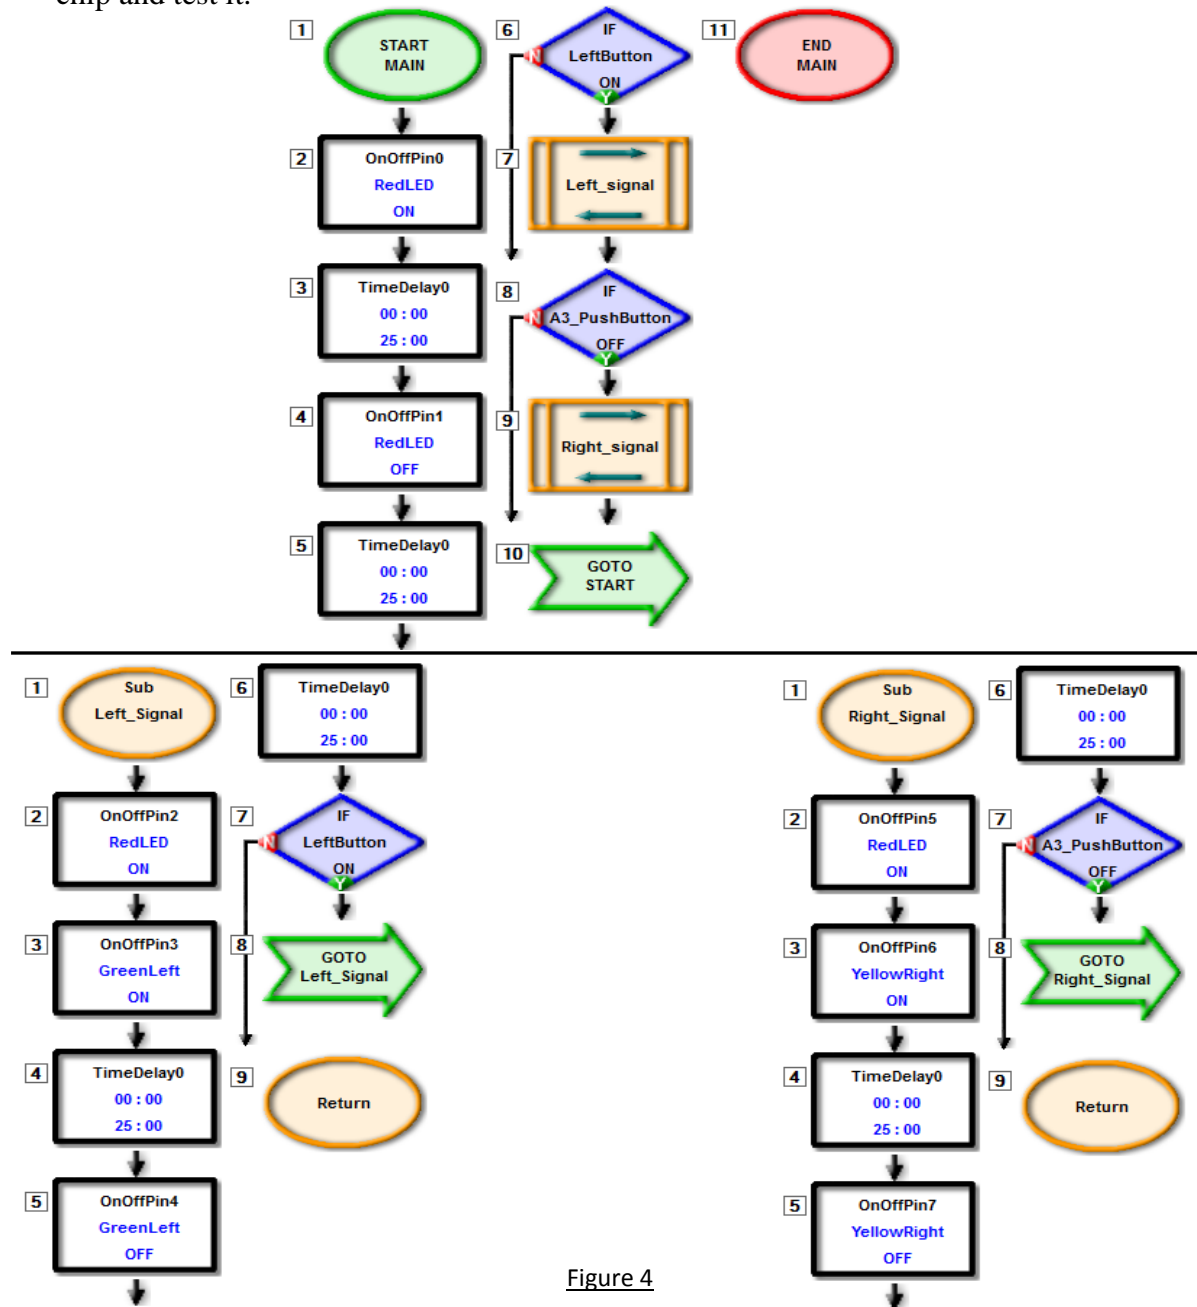 chip and test it.
1
START
MAIN
2
OnOffPin0
RedLED
ON
3
TimeDelay0
00 : 00
25 : 00
4
OnOffPin1
RedLED
OFF
5
TimeDelay0
00 : 00
25 : 00
6
IF
LeftButton
ON
N
Y
7
Left_signal
8
IF
A3_PushButton
OFF
N
Y
9
Right_signal
10
GOTO
START
11
END
MAIN
1
Sub
Left_Signal
2
OnOffPin2
RedLED
ON
3
OnOffPin3
GreenLeft
ON
4
TimeDelay0
00 : 00
25 : 00
5
OnOffPin4
GreenLeft
OFF
6
TimeDelay0
00 : 00
25 : 00
7
IF
LeftButton
ON
N
Y
8
GOTO
Left_Signal
9
Return
1
Sub
Right_Signal
2
OnOffPin5
RedLED
ON
3
OnOffPin6
YellowRight
ON
4
TimeDelay0
00 : 00
25 : 00
5
OnOffPin7
YellowRight
OFF
6
TimeDelay0
00 : 00
25 : 00
7
IF
A3_PushButton
OFF
N
Y
8
GOTO
Right_Signal
9
Return
Figure 4